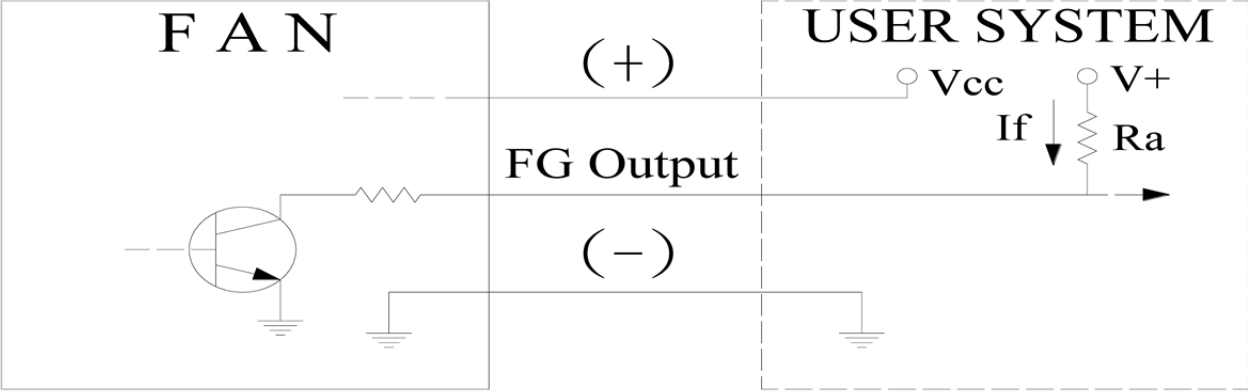 F A N
USER SYSTEM
(+)
Vcc
V+
If
Ra
FG Output
(−)